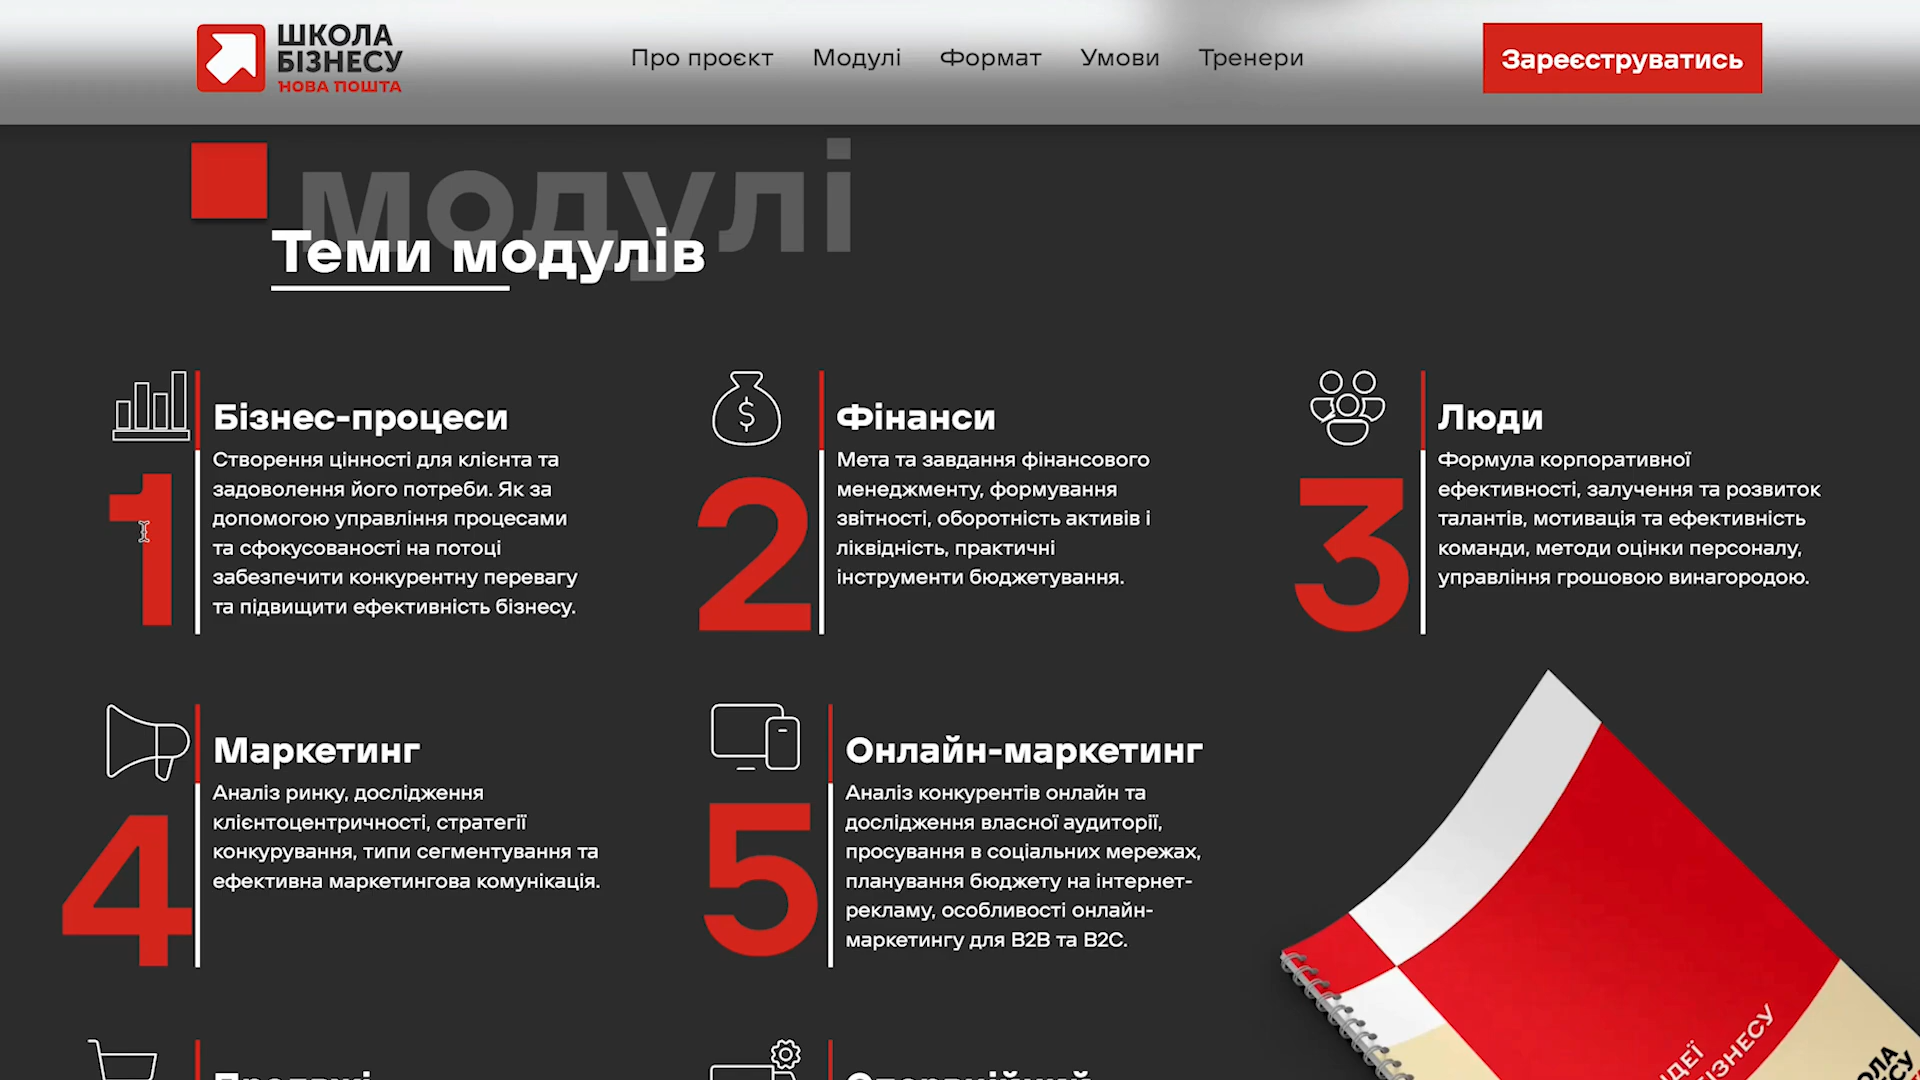 ШКОЛА
БІЗНЕСУ
НОВА ПОШТА
Про проєкт
Модулі
Формат
Умови
Тренери
Зареєструватись
модулі
Теми модулів
1
Бізнес-процеси
Створення цінності для клієнта та
задоволення його потреби. Як за
допомогою управління процесами
та сфокусованості на потоці
забезпечити конкурентну перевагу
та підвищити ефективність бізнесу.
2
Фінанси
Мета та завдання фінансового
менеджменту, формування
звітності, оборотність активів і
ліквідність, практичні
інструменти бюджетування.
3
Люди
Формула корпоративної
ефективності, залучення та розвиток
талантів, мотивація та ефективність
команди, методи оцінки персоналу,
управління грошовою винагородою.
4
Маркетинг
Аналіз ринку, дослідження
клієнтоцентричності, стратегії
конкурування, типи сегментування та
ефективна маркетингова комунікація.
5
Онлайн-маркетинг
Аналіз конкурентів онлайн та
дослідження власної аудиторії,
просування в соціальних мережах,
планування бюджету на інтернет-
рекламу, особливості онлайн-
маркетингу для B2B та B2C.